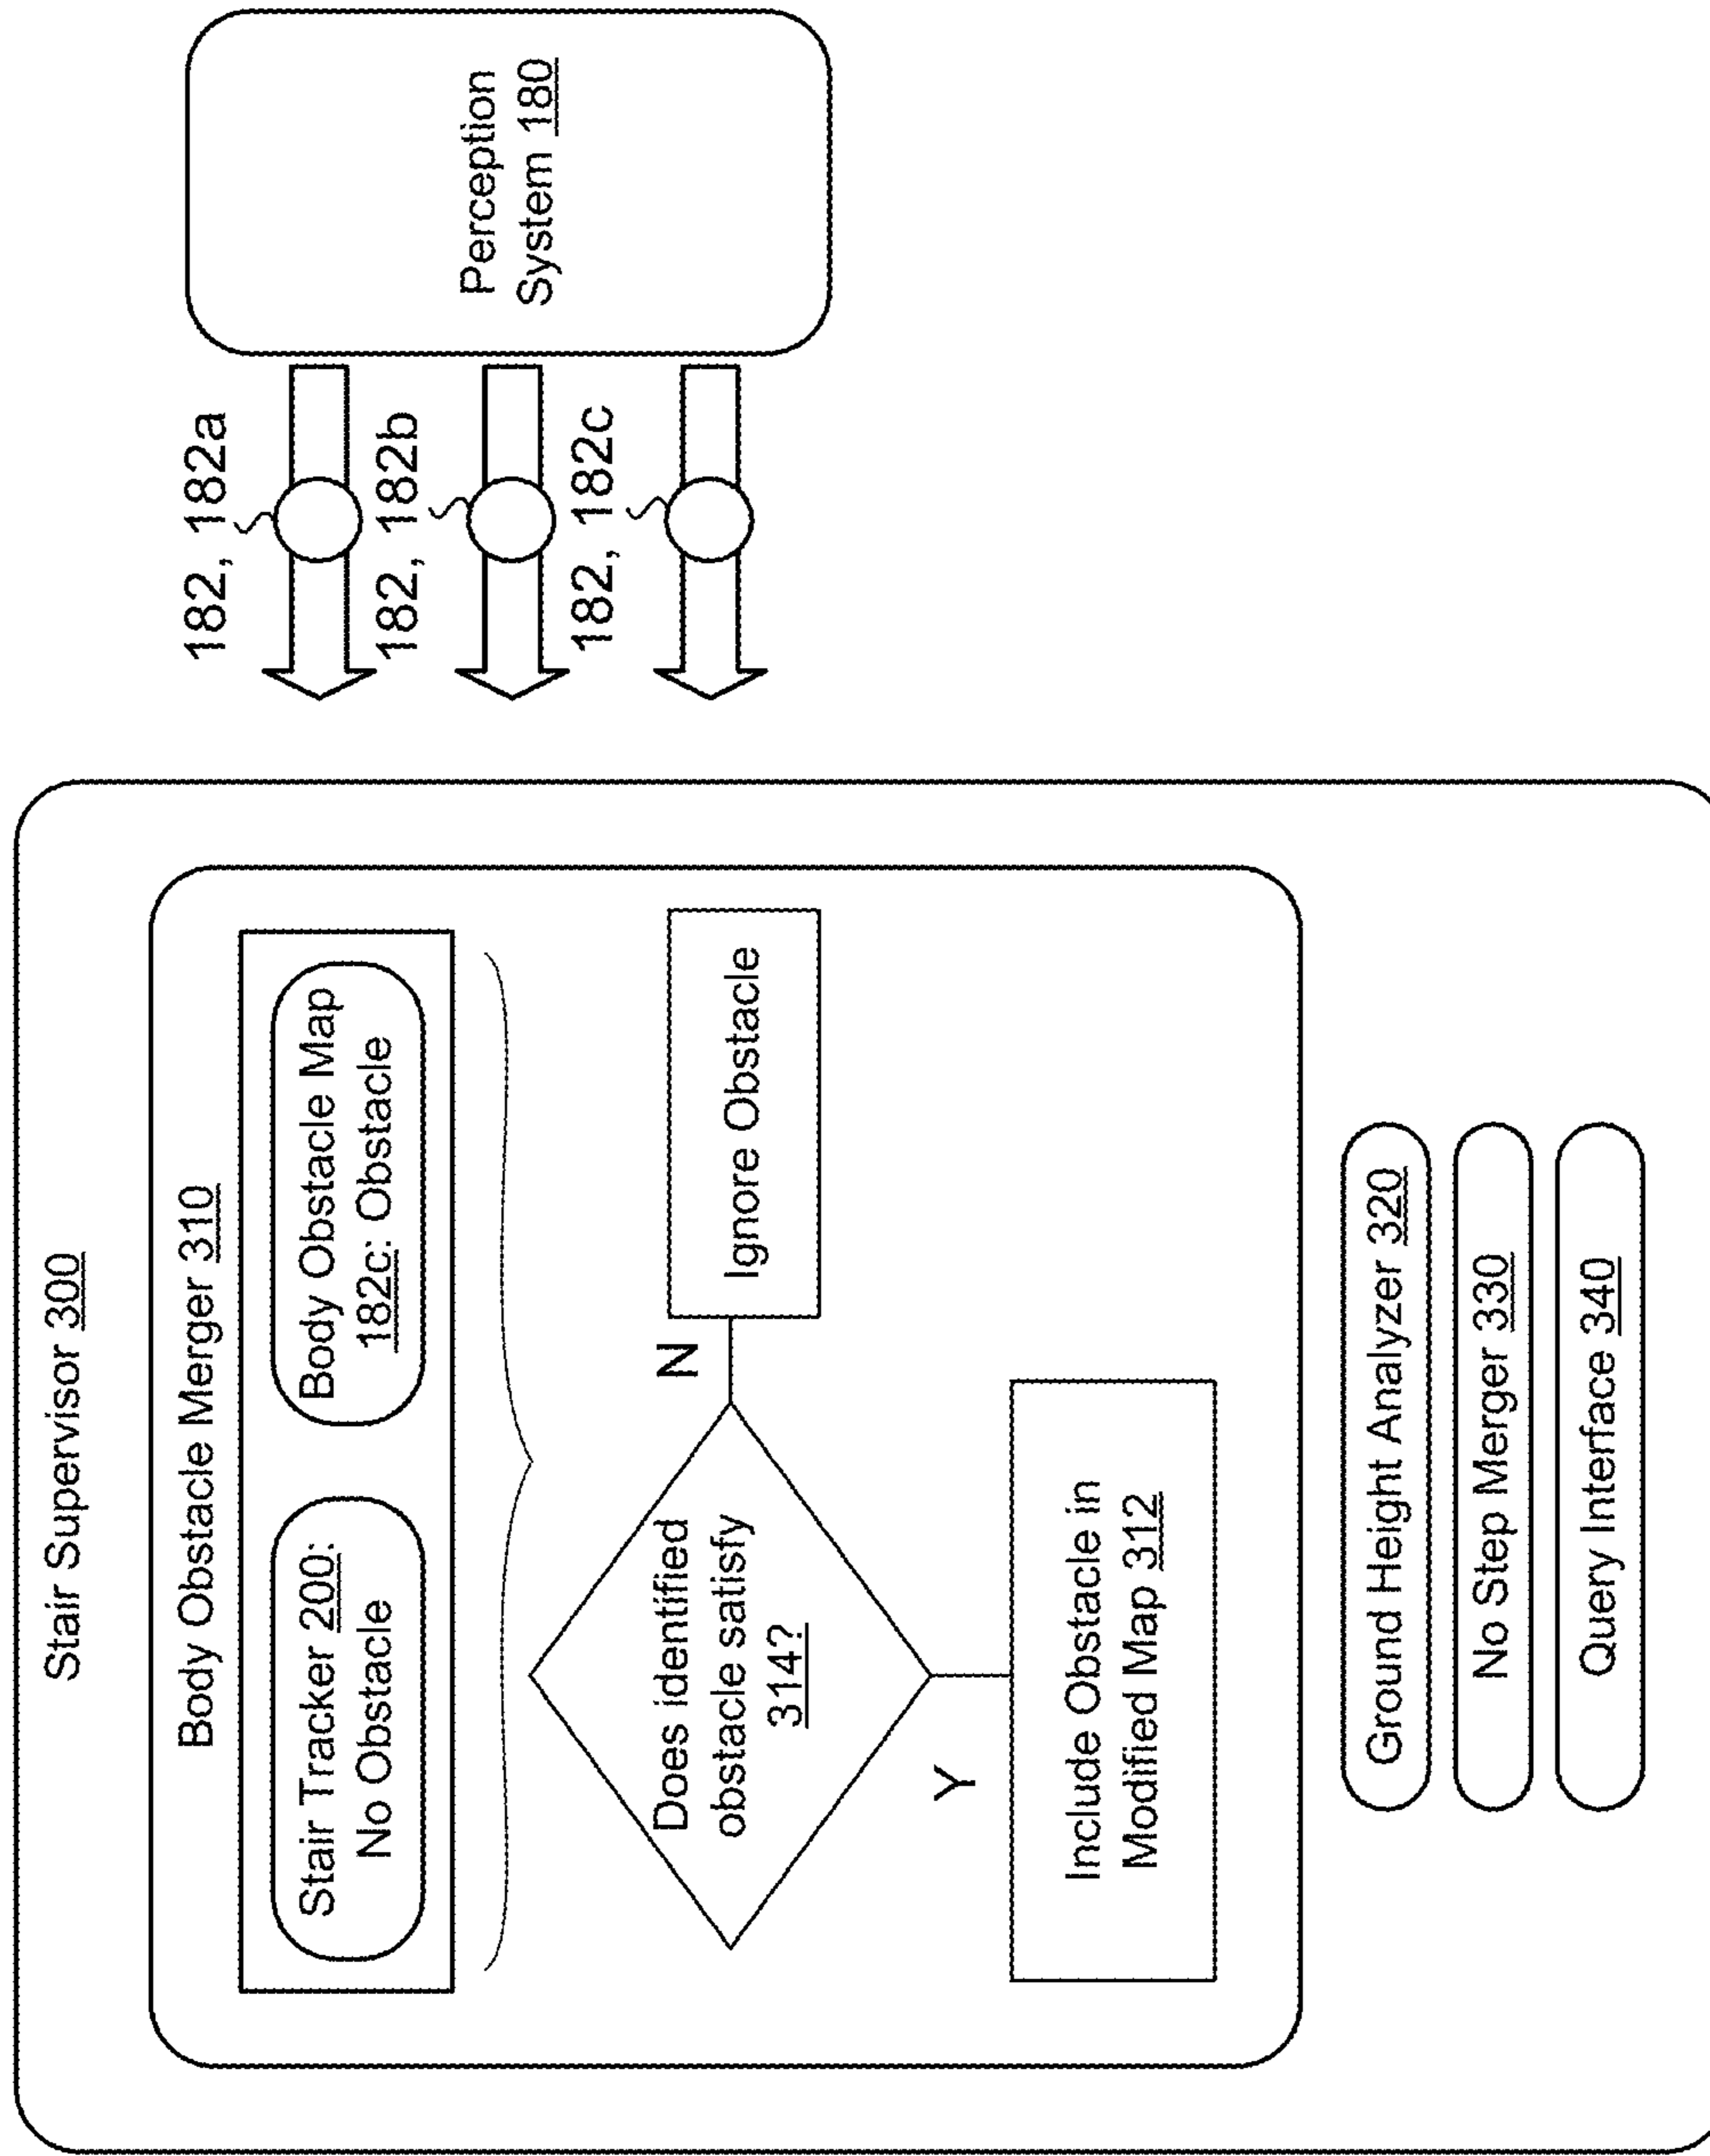 Stair Supervisor 300
Body Obstacle Merger 310
Stair Tracker 200:
No Obstacle
Body Obstacle Map
182c: Obstacle
Does identified
obstacle satisfy
314?
N
Ignore Obstacle
Y
Include Obstacle in
Modified Map 312
Ground Height Analyzer 320
No Step Merger 330
Query Interface 340
182, 182a
182, 182b
182, 182c
Perception
System 180